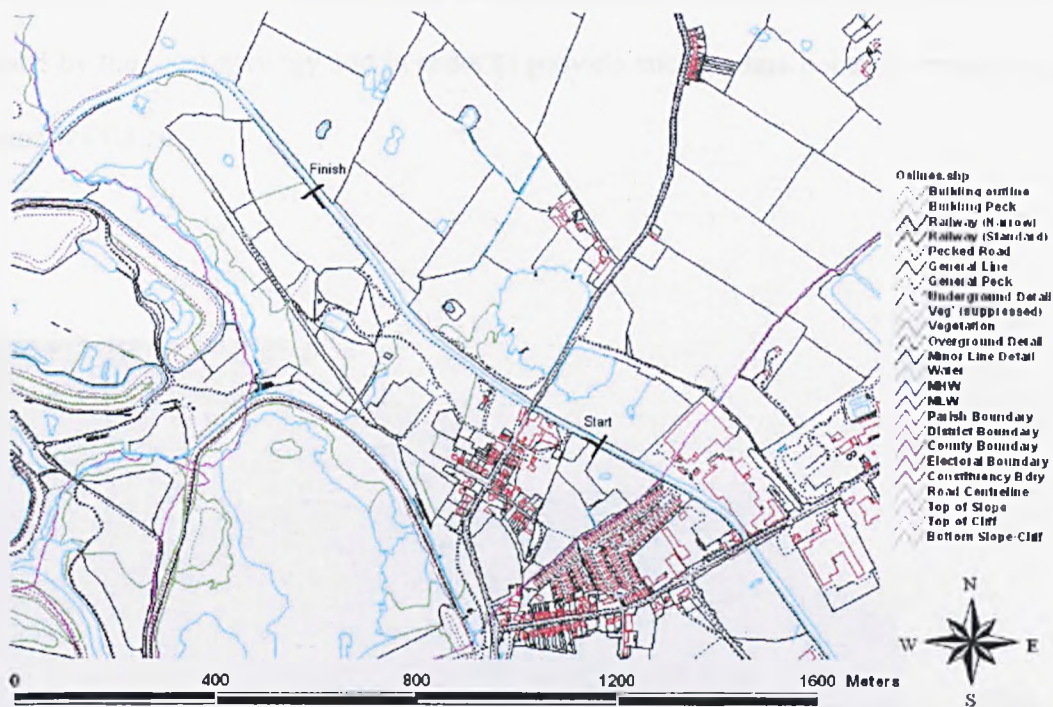 Finish
Start
Outlines.shp
Building outline
Building Peck
Railway (Narrow)
Railway (Standard)
Pecked Road
General Line
General Peck
Underground Detail
Veg' (suppressed)
Vegetation
Overground Detail
Minor Line Detail
Water
MHW
MLW
Parish Boundary
District Boundary
County Boundary
Electoral Boundary
Constituency Bdry
Road Centreline
Top of Slope
Top of Cliff
Bottom Slope-Cliff
N
W E
S
0 400 800 1200 1600 Meters